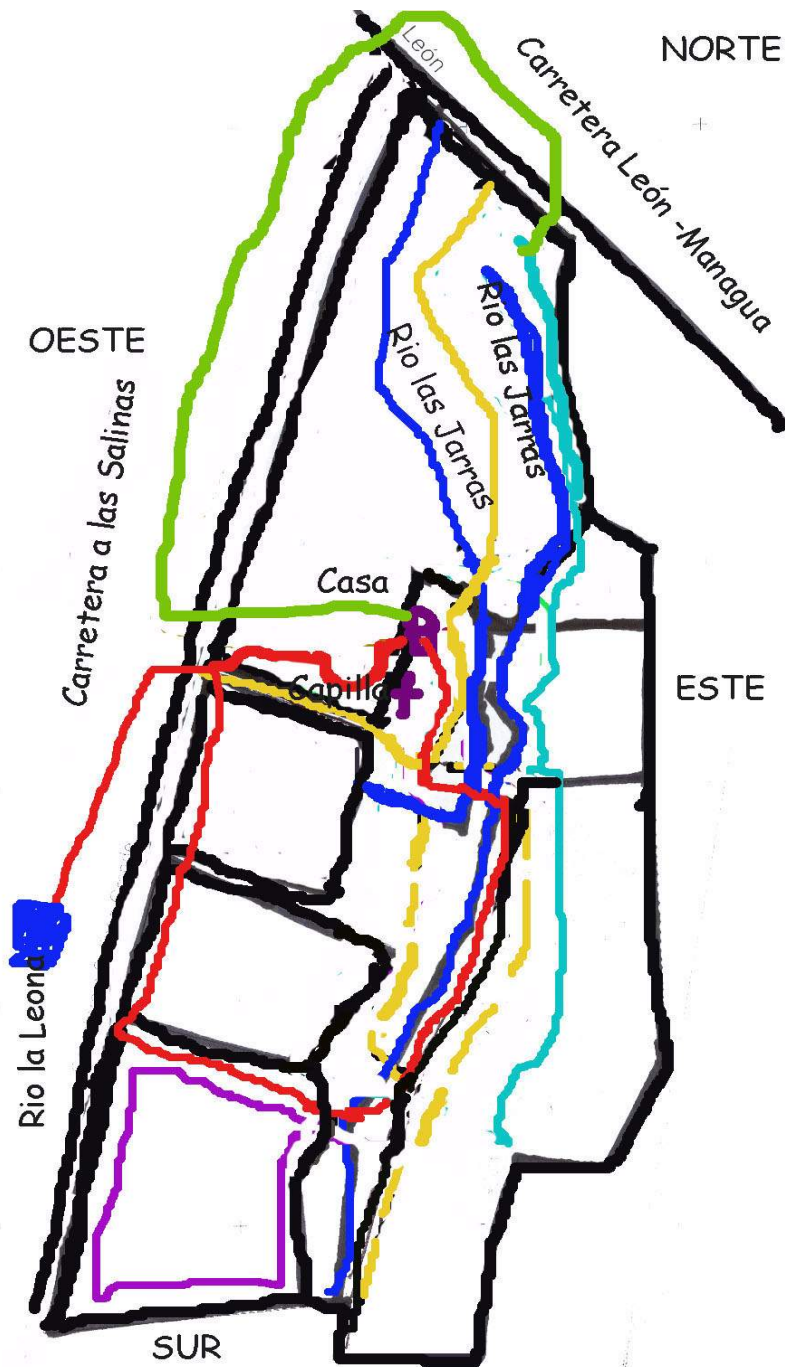 NORTE
León
Carretera León -Managua
OESTE
Rio las Jarras
Rio las Jarras
Carretera a las Salinas
Casa
Capilla
ESTE
Rio la Leona
SUR